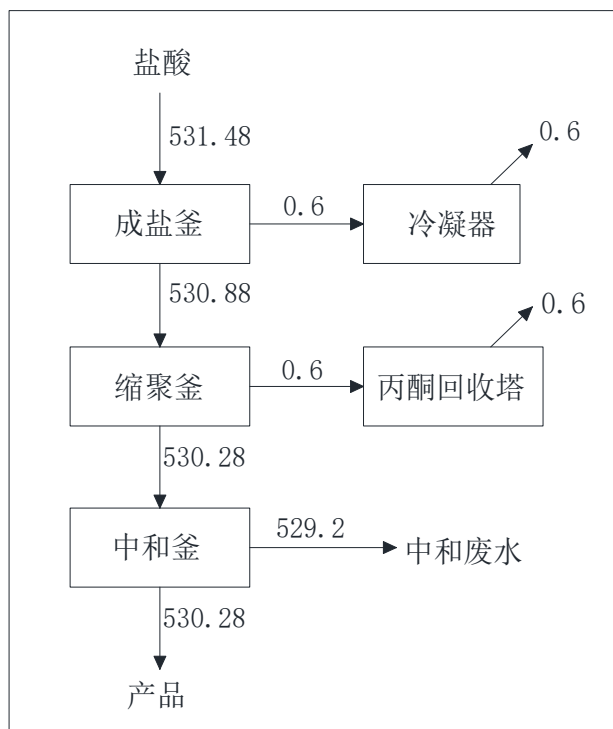 盐酸
531.48
0.6
成盐釜
0.6
冷凝器
530.88
0.6
缩聚釜
0.6
丙酮回收塔
530.28
中和釜
529.2
中和废水
530.28
产品